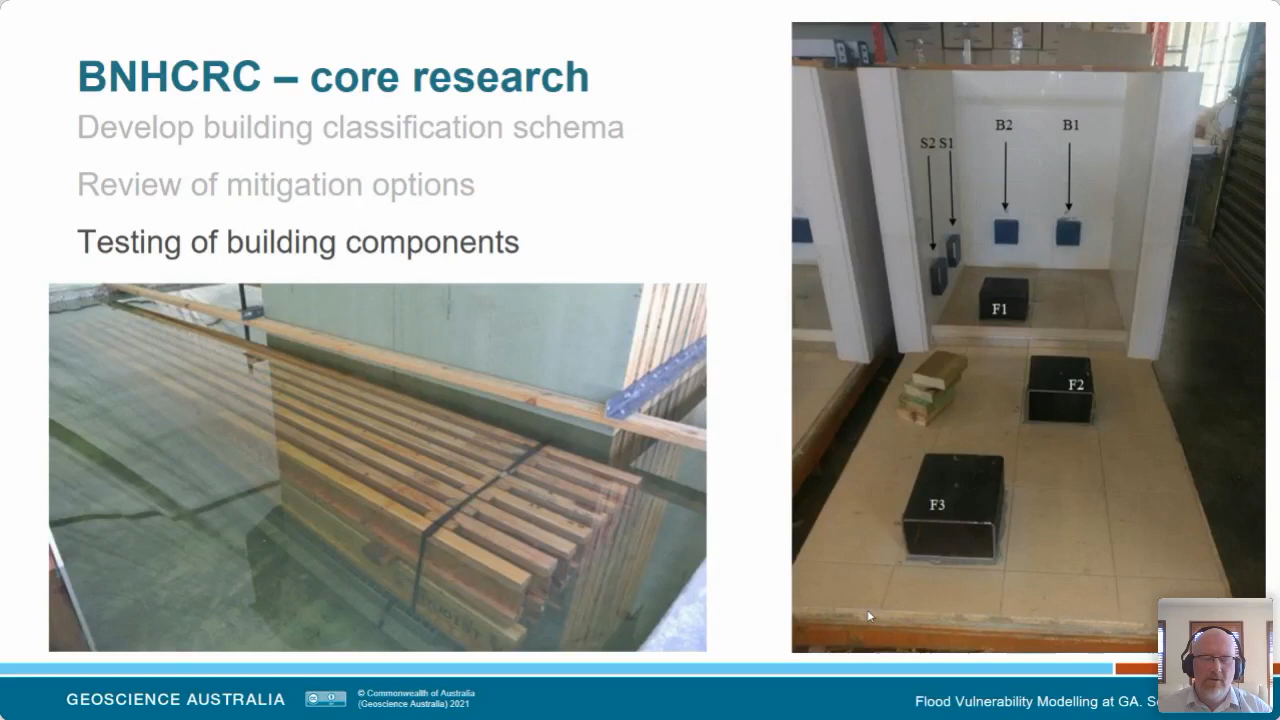 BNHCRC – core research
Develop building classification schema
Review of mitigation options
Testing of building components
S2 S1
B2
B1
F1
F2
F3
GEOSCIENCE AUSTRALIA
© Commonwealth of Australia
(Geoscience Australia) 2021
Flood Vulnerability Modelling at GA.